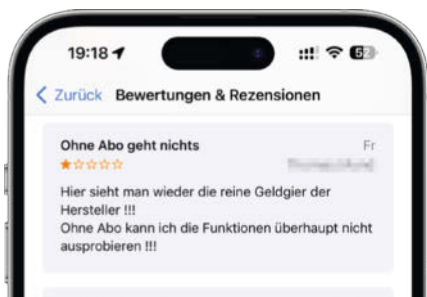 19:18
52
Zurück Bewertungen & Rezensionen
Ohne Abo geht nichts Fr
Hier sieht man wieder die reine Geldgier der
Hersteller !!!
Ohne Abo kann ich die Funktionen überhaupt nicht
ausprobieren !!!